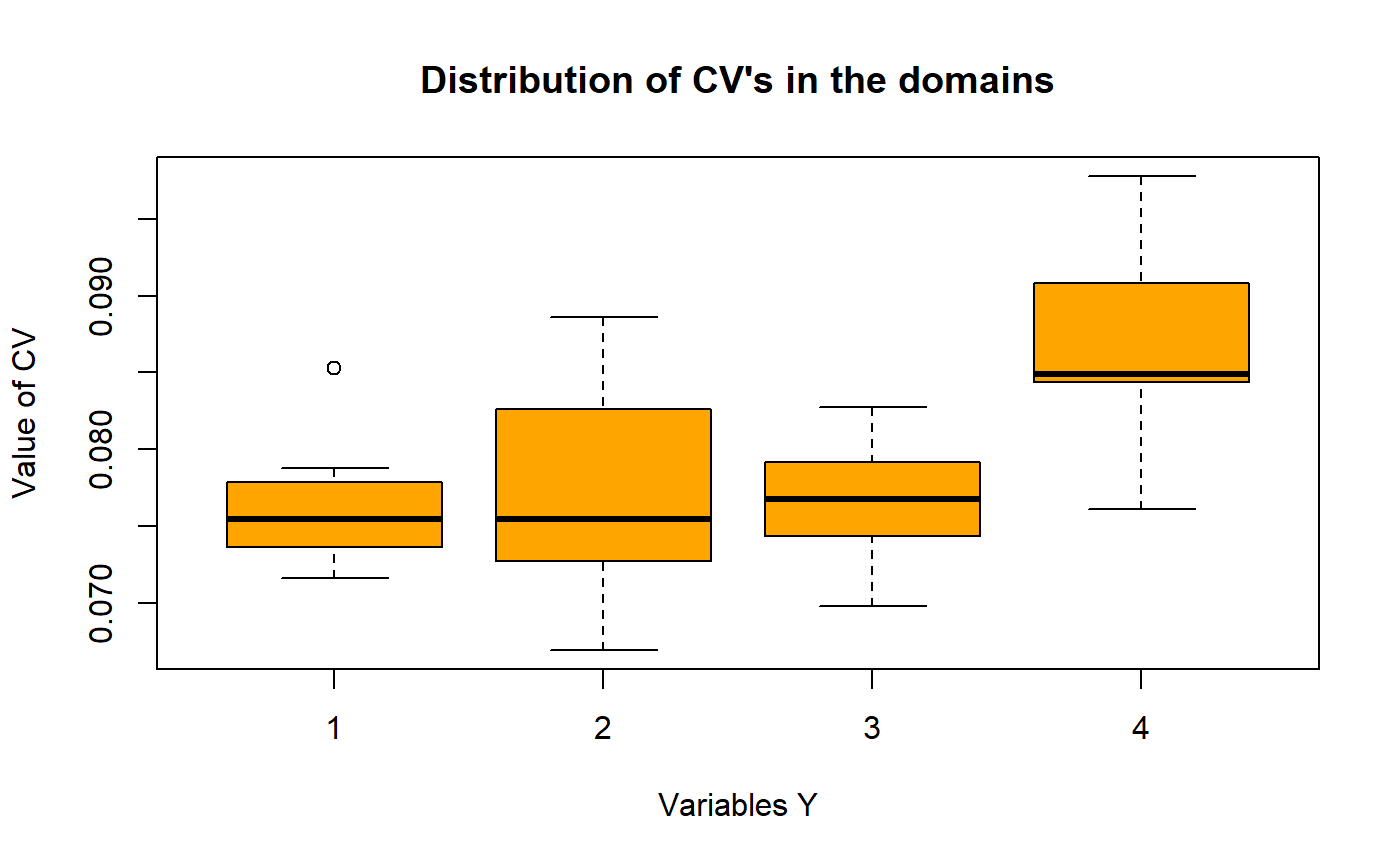 Distribution of CV's in the domains
Value of CV
0.090
0.080
0.070
1 2 3 4
Variables Y